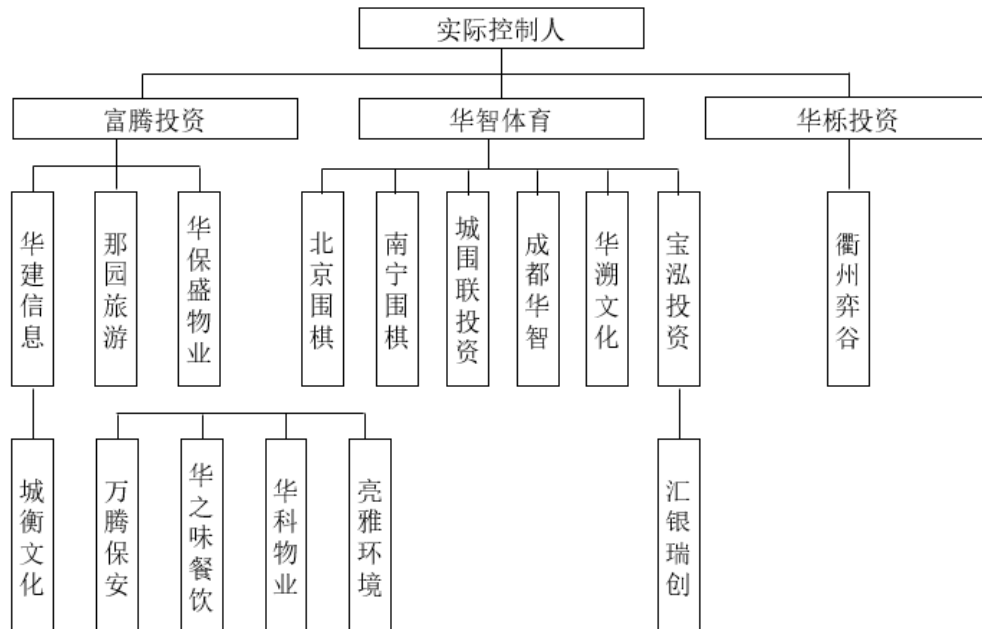 实际控制人
富腾投资
华智体育
华栎投资
华建信息
那园旅游
华保盛物业
北京围棋
南宁围棋
城围联投资
成都华智
华溯文化
宝泓投资
衢州弈谷
城衡文化
万腾保安
华之味餐饮
华科物业
亮雅环境
汇银瑞创